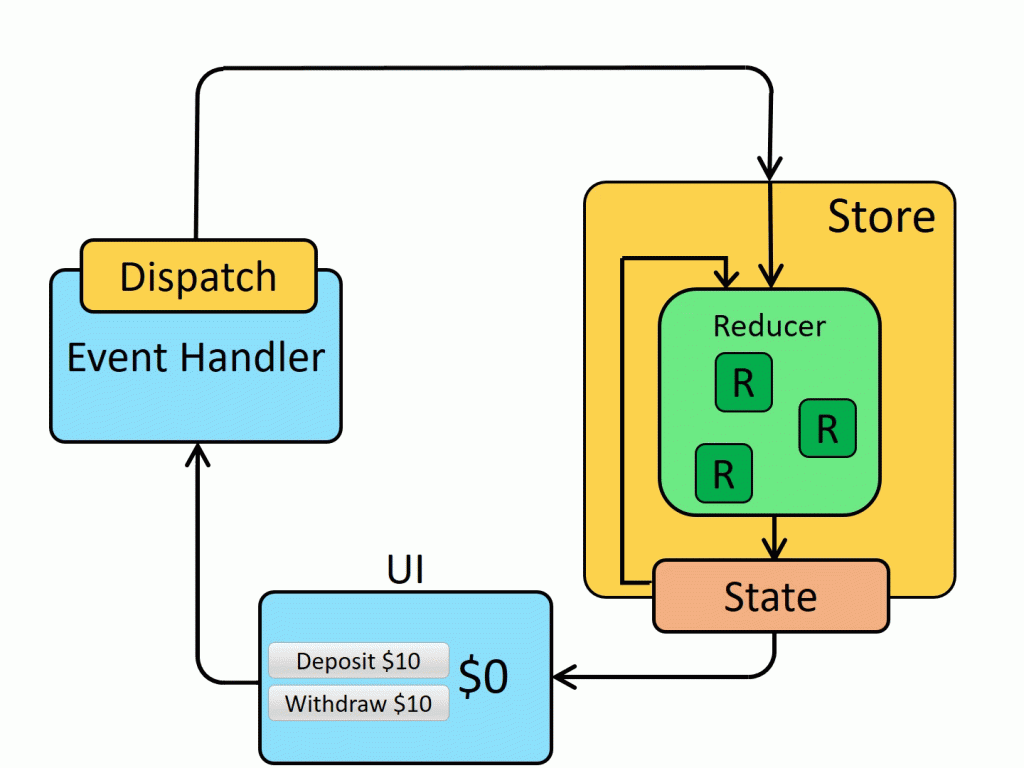 Store
Dispatch
Event Handler
Reducer
R
R
R
UI
State
Deposit $10
$0
Withdraw $10